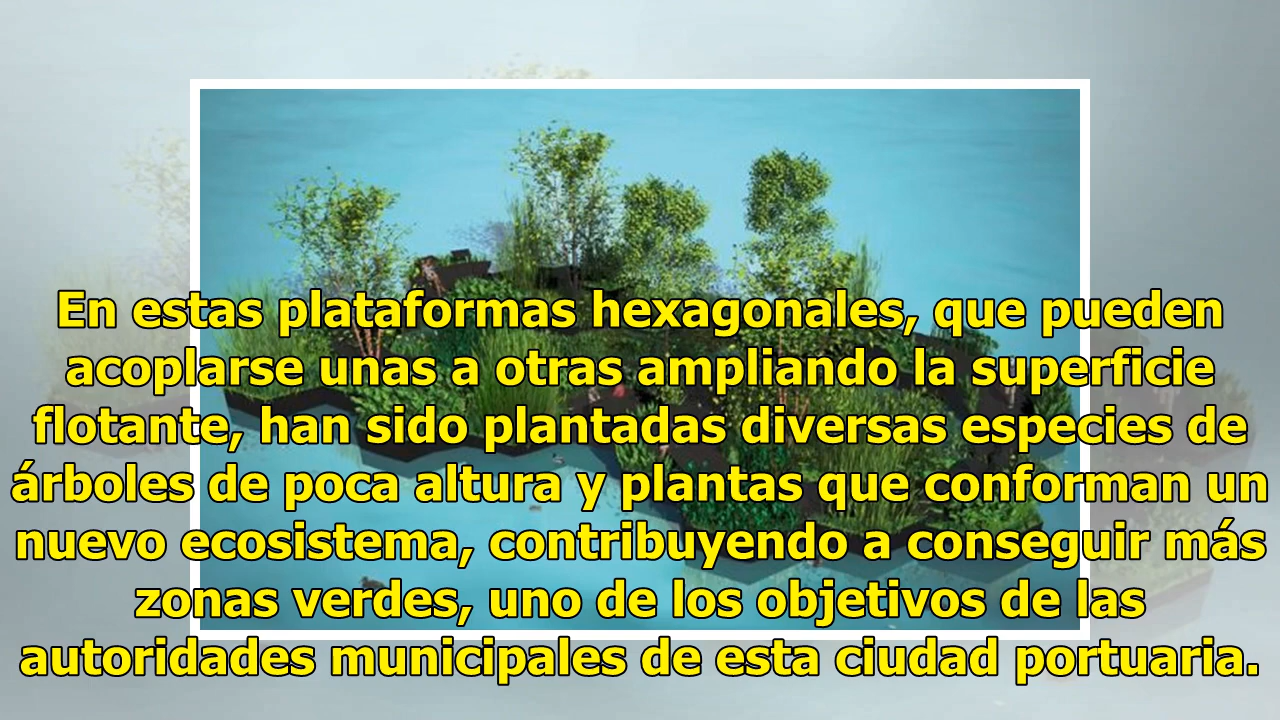 En estas plataformas hexagonales, que pueden
acoplarse unas a otras ampliando la superficie
flotante, han sido plantadas diversas especies de
árboles de poca altura y plantas que conforman un
nuevo ecosistema, contribuyendo a conseguir más
zonas verdes, uno de los objetivos de las
autoridades municipales de esta ciudad portuaria.